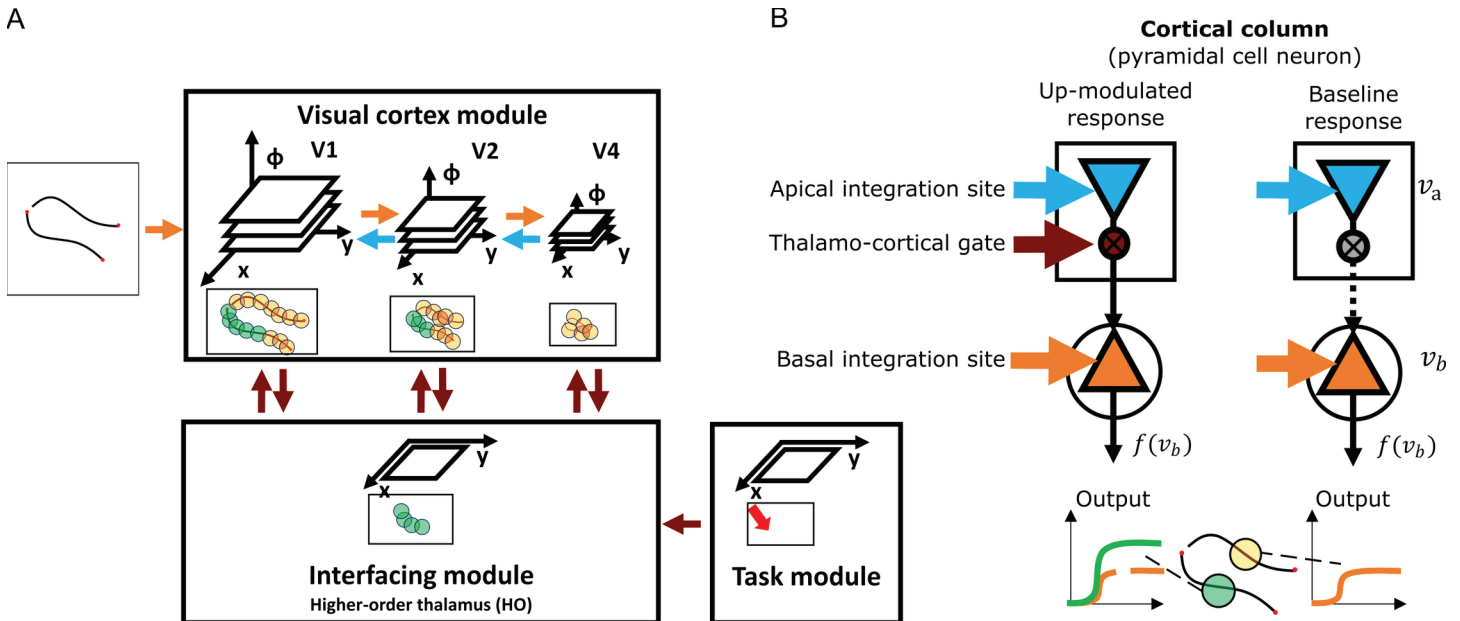 A
Visual cortex module
V1
V2
V4
ϕ
ϕ
ϕ
y
y
y
x
x
x
y
x
Interfacing module
Higher-order thalamus (HO)
y
x
Task module
B
Cortical column
(pyramidal cell neuron)
Up-modulated
response
Baseline
response
Apical integration site
v_a
Thalamo-cortical gate
Basal integration site
v_b
f(v_b)
f(v_b)
Output
Output